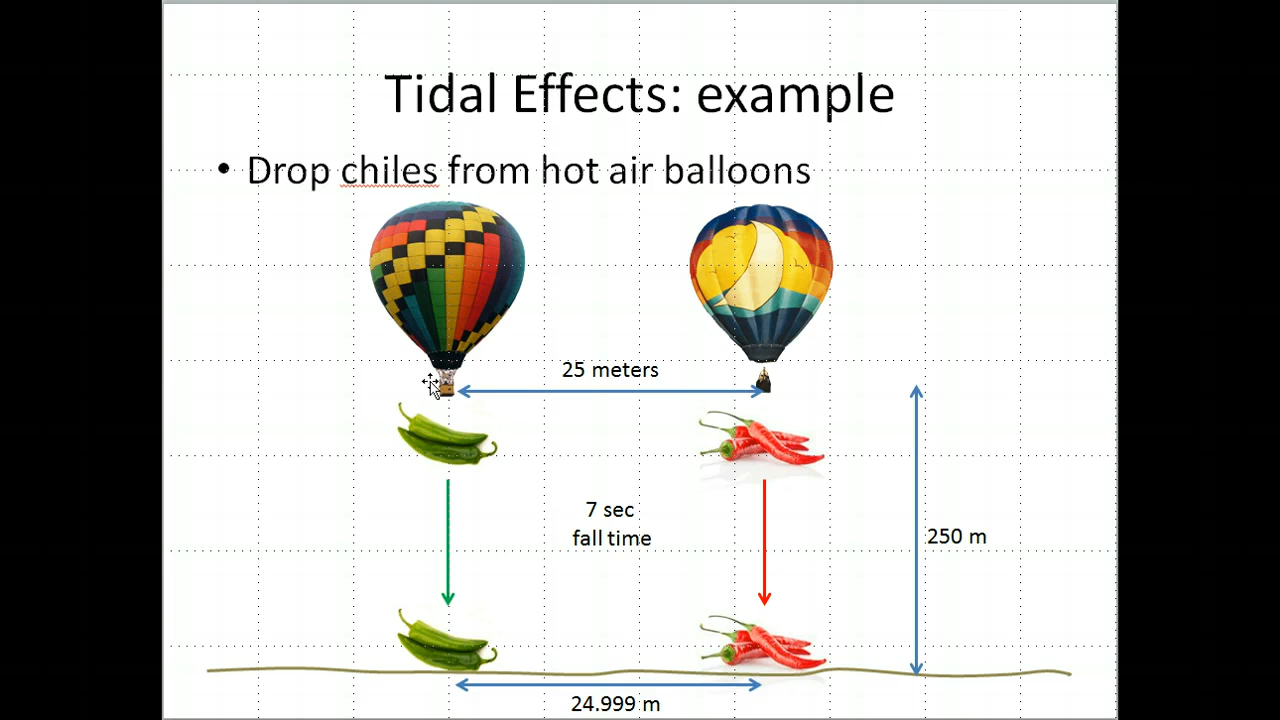 Tidal Effects: example
• Drop chiles from hot air balloons
25 meters
7 sec
fall time
250 m
24.999 m